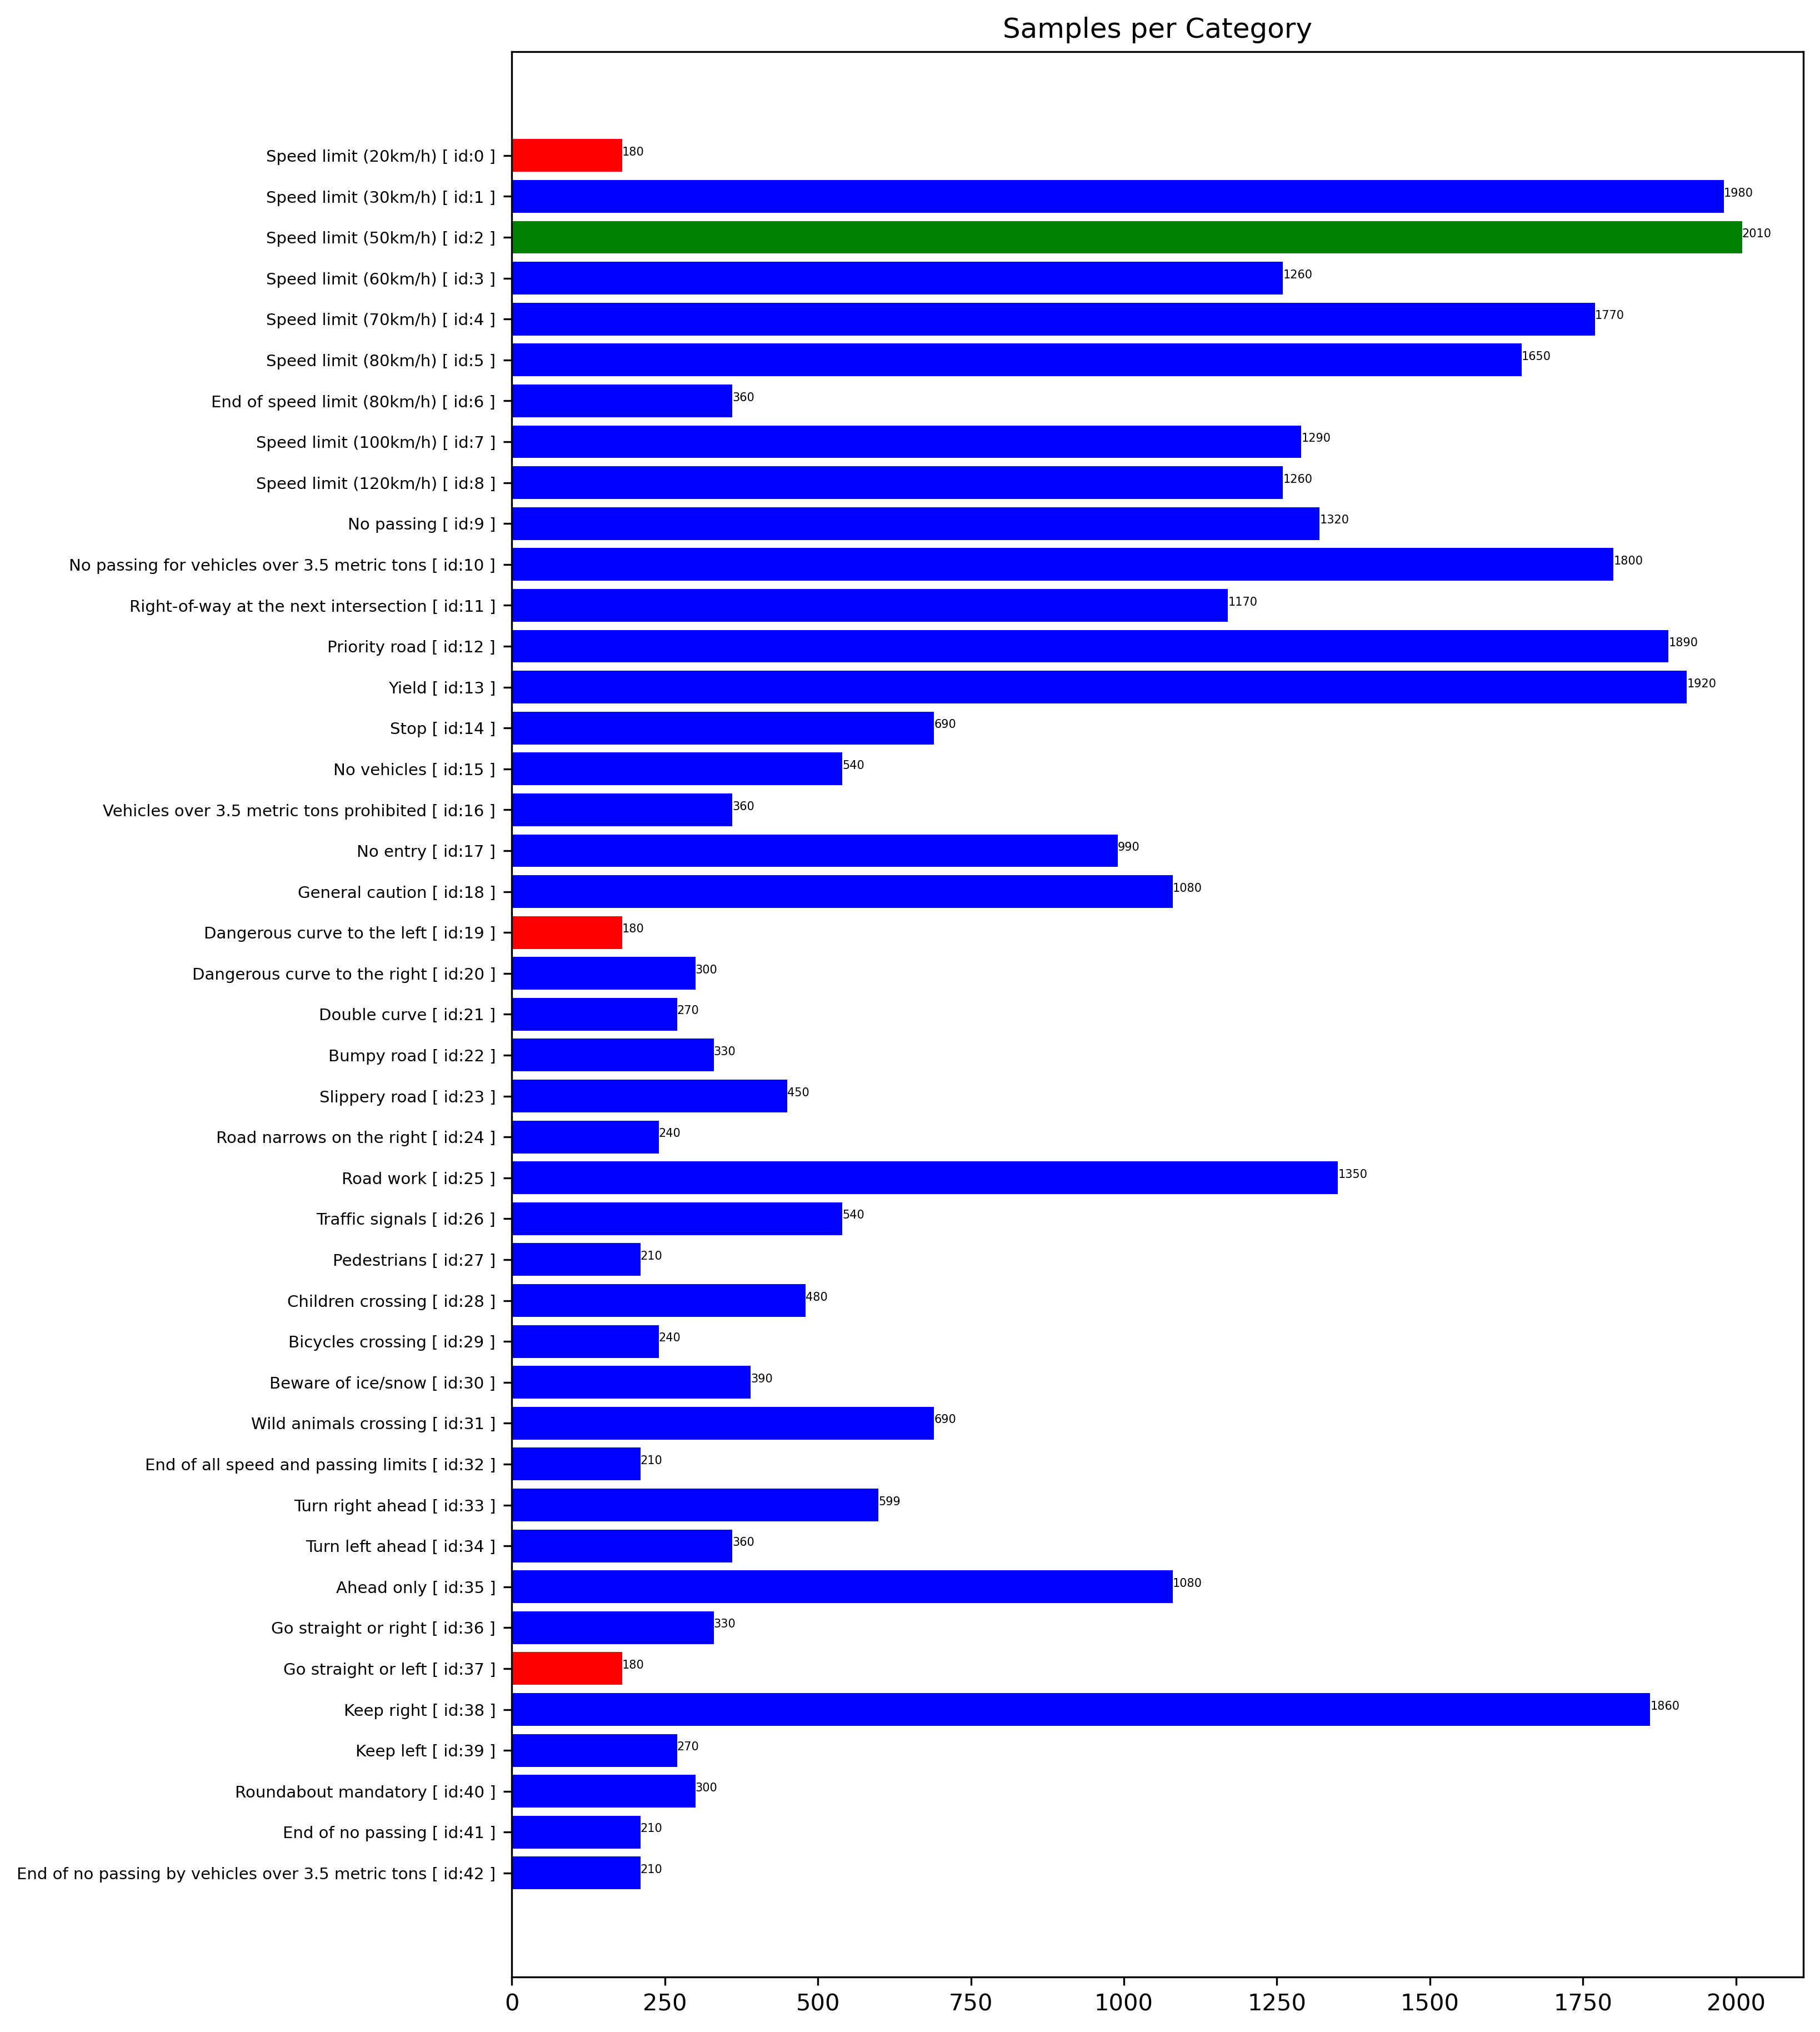 Samples per Category
Speed limit (20km/h) [ id:0 ] 180
Speed limit (30km/h) [ id:1 ] 1980
Speed limit (50km/h) [ id:2 ] 2010
Speed limit (60km/h) [ id:3 ] 1260
Speed limit (70km/h) [ id:4 ] 1770
Speed limit (80km/h) [ id:5 ] 1650
End of speed limit (80km/h) [ id:6 ] 360
Speed limit (100km/h) [ id:7 ] 1290
Speed limit (120km/h) [ id:8 ] 1260
No passing [ id:9 ] 1320
No passing for vehicles over 3.5 metric tons [ id:10 ] 1800
Right-of-way at the next intersection [ id:11 ] 1170
Priority road [ id:12 ] 1890
Yield [ id:13 ] 1920
Stop [ id:14 ] 690
No vehicles [ id:15 ] 540
Vehicles over 3.5 metric tons prohibited [ id:16 ] 360
No entry [ id:17 ] 990
General caution [ id:18 ] 1080
Dangerous curve to the left [ id:19 ] 180
Dangerous curve to the right [ id:20 ] 300
Double curve [ id:21 ] 270
Bumpy road [ id:22 ] 330
Slippery road [ id:23 ] 450
Road narrows on the right [ id:24 ] 240
Road work [ id:25 ] 1350
Traffic signals [ id:26 ] 540
Pedestrians [ id:27 ] 210
Children crossing [ id:28 ] 480
Bicycles crossing [ id:29 ] 240
Beware of ice/snow [ id:30 ] 390
Wild animals crossing [ id:31 ] 690
End of all speed and passing limits [ id:32 ] 210
Turn right ahead [ id:33 ] 599
Turn left ahead [ id:34 ] 360
Ahead only [ id:35 ] 1080
Go straight or right [ id:36 ] 330
Go straight or left [ id:37 ] 180
Keep right [ id:38 ] 1860
Keep left [ id:39 ] 270
Roundabout mandatory [ id:40 ] 300
End of no passing [ id:41 ] 210
End of no passing by vehicles over 3.5 metric tons [ id:42 ] 210
0 250 500 750 1000 1250 1500 1750 2000